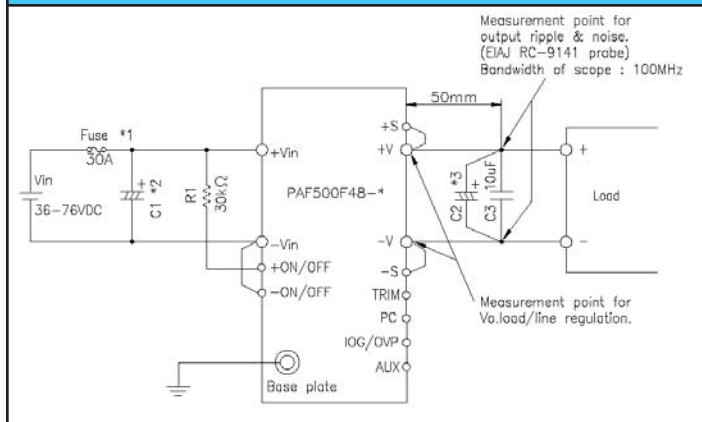 Measurement point for
output ripple & noise.
(EIAJ RC-9141 probe)
Bandwidth of scope : 100MHz
50mm
Fuse *1
30A
+S
+V
+Vin
+
Vin
36-76VDC
+
C1 *2
R1
30kΩ
PAF500F48-*
C2 *3
+
C3 10uF
Load
-Vin
-V
-
+ON/OFF
-S
-ON/OFF
TRIM
Measurement point for
Vo.load/line regulation.
PC
IOG/OVP
AUX
Base plate